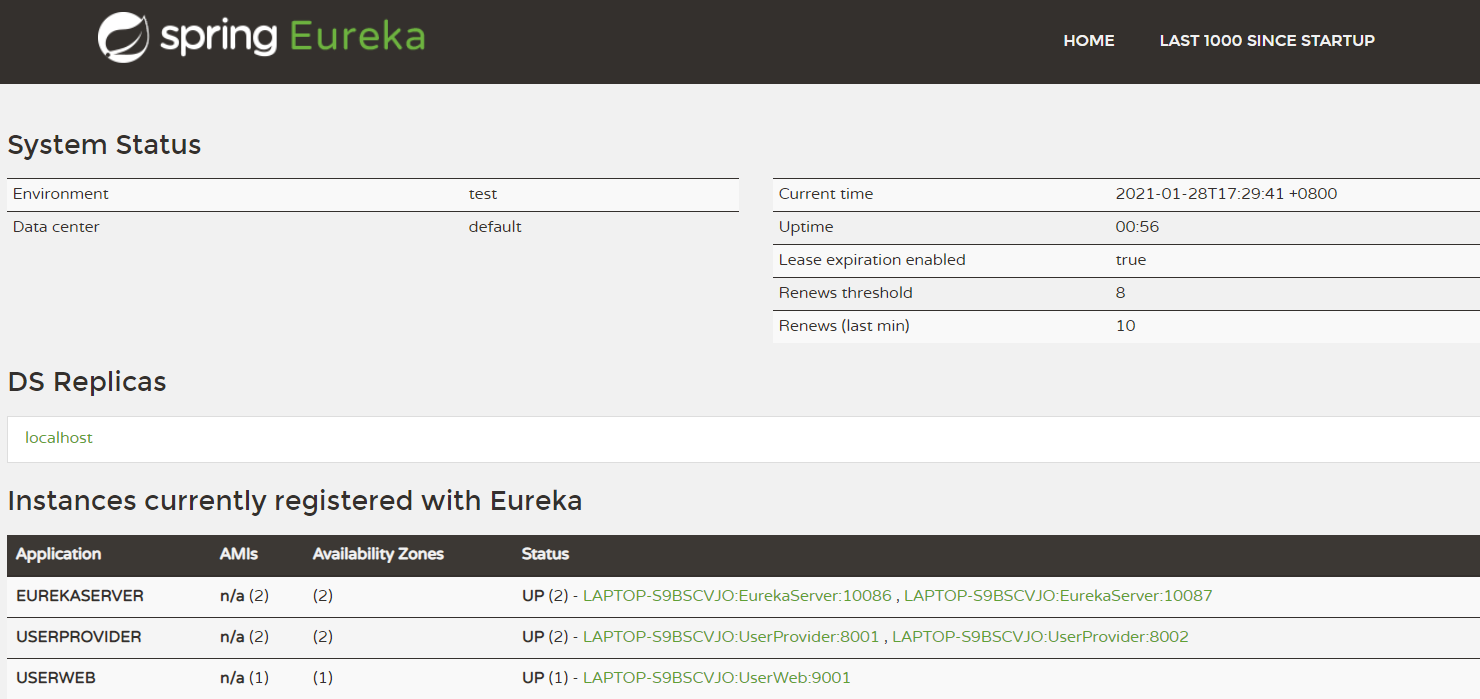 spring Eureka
HOME LAST 1000 SINCE STARTUP
System Status
Environment test
Data center default
Current time 2021-01-28T17:29:41 +0800
Uptime 00:56
Lease expiration enabled true
Renews threshold 8
Renews (last min) 10
DS Replicas
localhost
Instances currently registered with Eureka
Application AMIs Availability Zones Status
EUREKASERVER n/a (2) (2) UP (2) - LAPTOP-S9BSCVJO:EurekaServer:10086 , LAPTOP-S9BSCVJO:EurekaServer:10087
USERPROVIDER n/a (2) (2) UP (2) - LAPTOP-S9BSCVJO:UserProvider:8001 , LAPTOP-S9BSCVJO:UserProvider:8002
USERWEB n/a (1) (1) UP (1) - LAPTOP-S9BSCVJO:UserWeb:9001